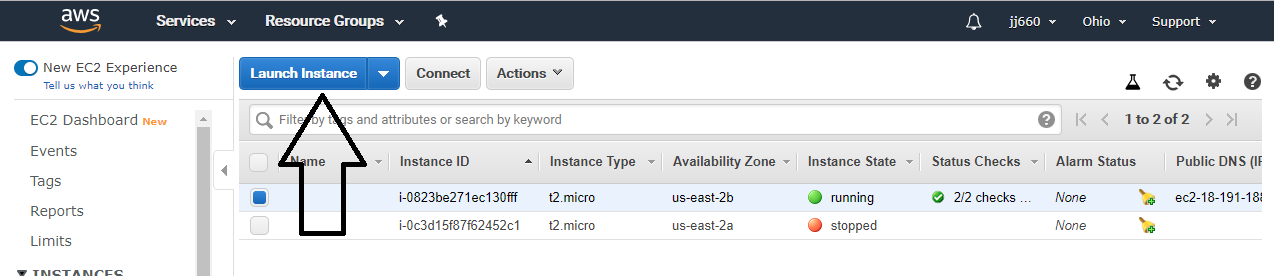 aws Services Resource Groups jj660 Ohio Support
New EC2 Experience
Tell us what you think
EC2 Dashboard New
Events
Tags
Reports
Limits
INSTANCES
Launch Instance Connect Actions
Filter by tags and attributes or search by keyword 1 to 2 of 2
Name Instance ID Instance Type Availability Zone Instance State Status Checks Alarm Status Public DNS (IP
i-0823be271ec130fff t2.micro us-east-2b running 2/2 checks ... None ec2-18-191-188
i-0c3d15f87f62452c1 t2.micro us-east-2a stopped None